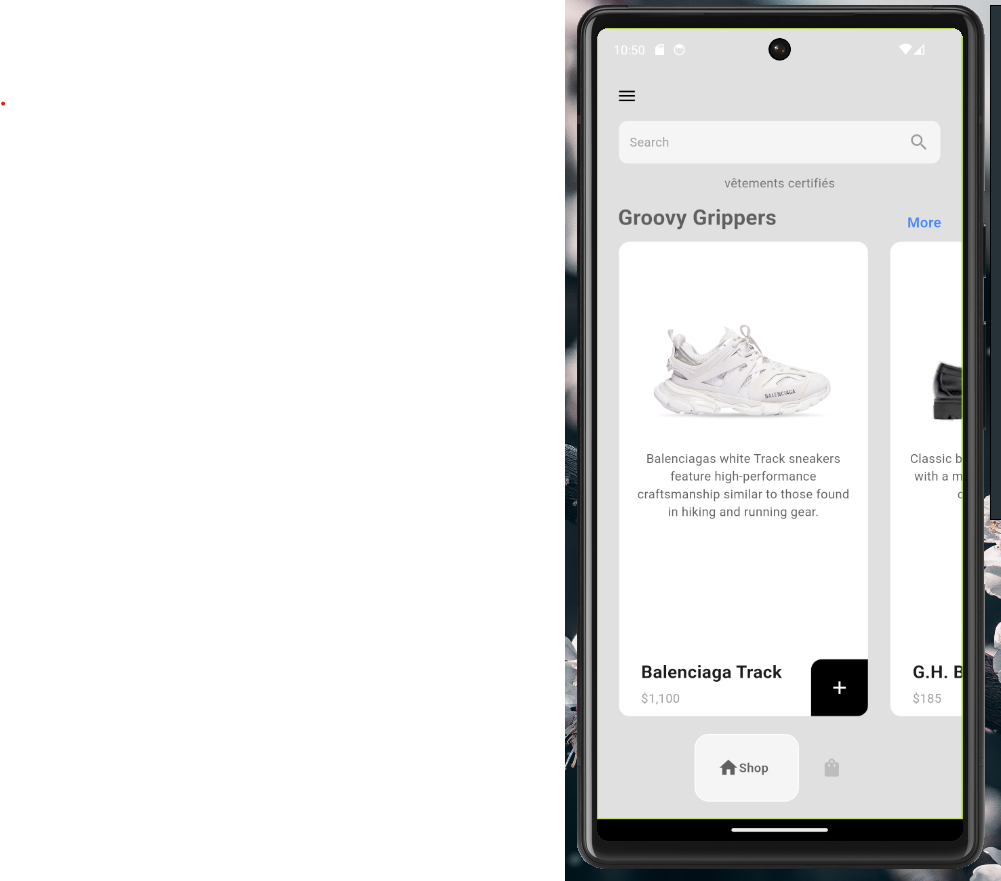 10:50
Search
vêtements certifiés
Groovy Grippers
More
BALENCIAGA
Balenciagas white Track sneakers
feature high-performance
craftsmanship similar to those found
in hiking and running gear.
Classic b
with a m
c
Balenciaga Track
$1,100
+
G.H. B
$185
Shop